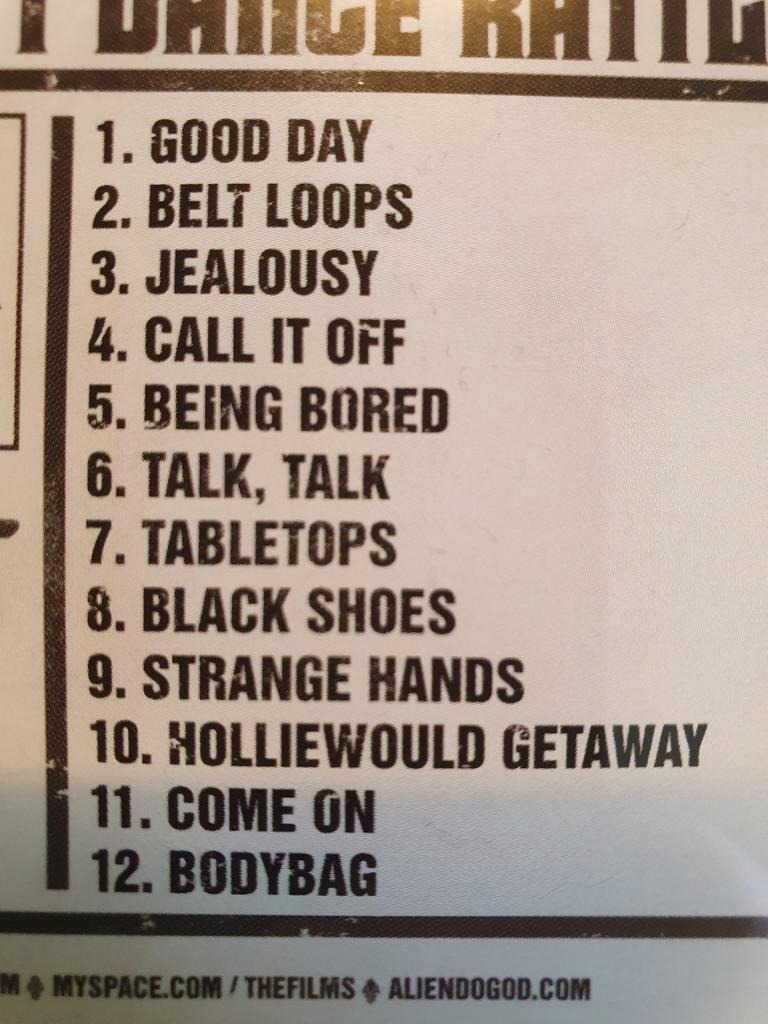 DANCE RATTL
1. GOOD DAY
2. BELT LOOPS
3. JEALOUSY
4. CALL IT OFF
5. BEING BORED
6. TALK, TALK
7. TABLETOPS
8. BLACK SHOES
9. STRANGE HANDS
10. HOLLIEWOULD GETAWAY
11. COME ON
12. BODYBAG
M ♦ MYSPACE.COM / THEFILMS ♦ ALIENDOGOD.COM